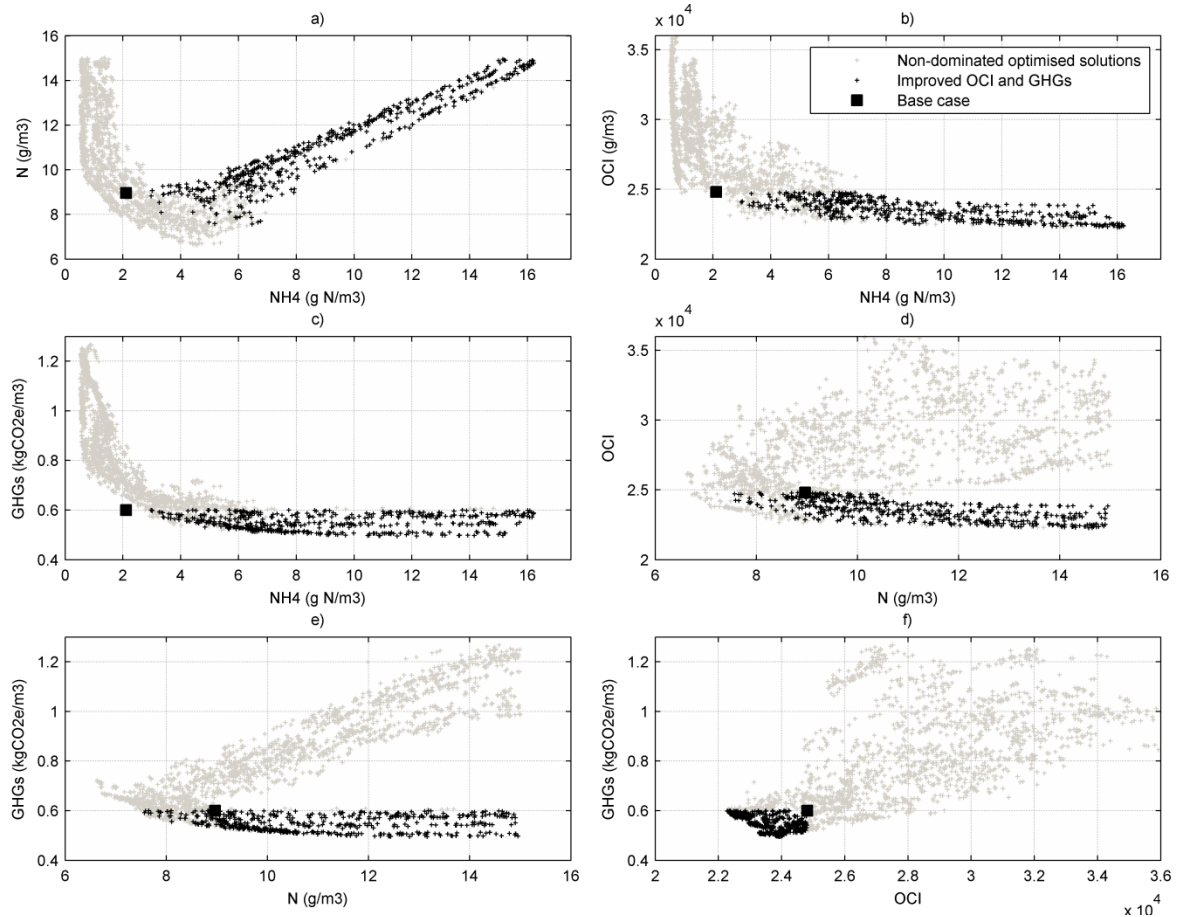 a)
16
14
12
10
8
6
N (g/m3)
0 2 4 6 8 10 12 14 16
NH4 (g N/m3)
b)
x 10^4
3.5
3
2.5
2
OCI (g/m3)
0 2 4 6 8 10 12 14 16
NH4 (g N/m3)
Non-dominated optimised solutions
Improved OCI and GHGs
Base case
c)
1.2
1
0.8
0.6
0.4
GHGs (kgCO2e/m3)
0 2 4 6 8 10 12 14 16
NH4 (g N/m3)
d)
x 10^4
3.5
3
2.5
2
OCI
6 8 10 12 14 16
N (g/m3)
e)
1.2
1
0.8
0.6
0.4
GHGs (kgCO2e/m3)
6 8 10 12 14 16
N (g/m3)
f)
1.2
1
0.8
0.6
0.4
GHGs (kgCO2e/m3)
2 2.2 2.4 2.6 2.8 3 3.2 3.4 3.6
OCI
x 10^4